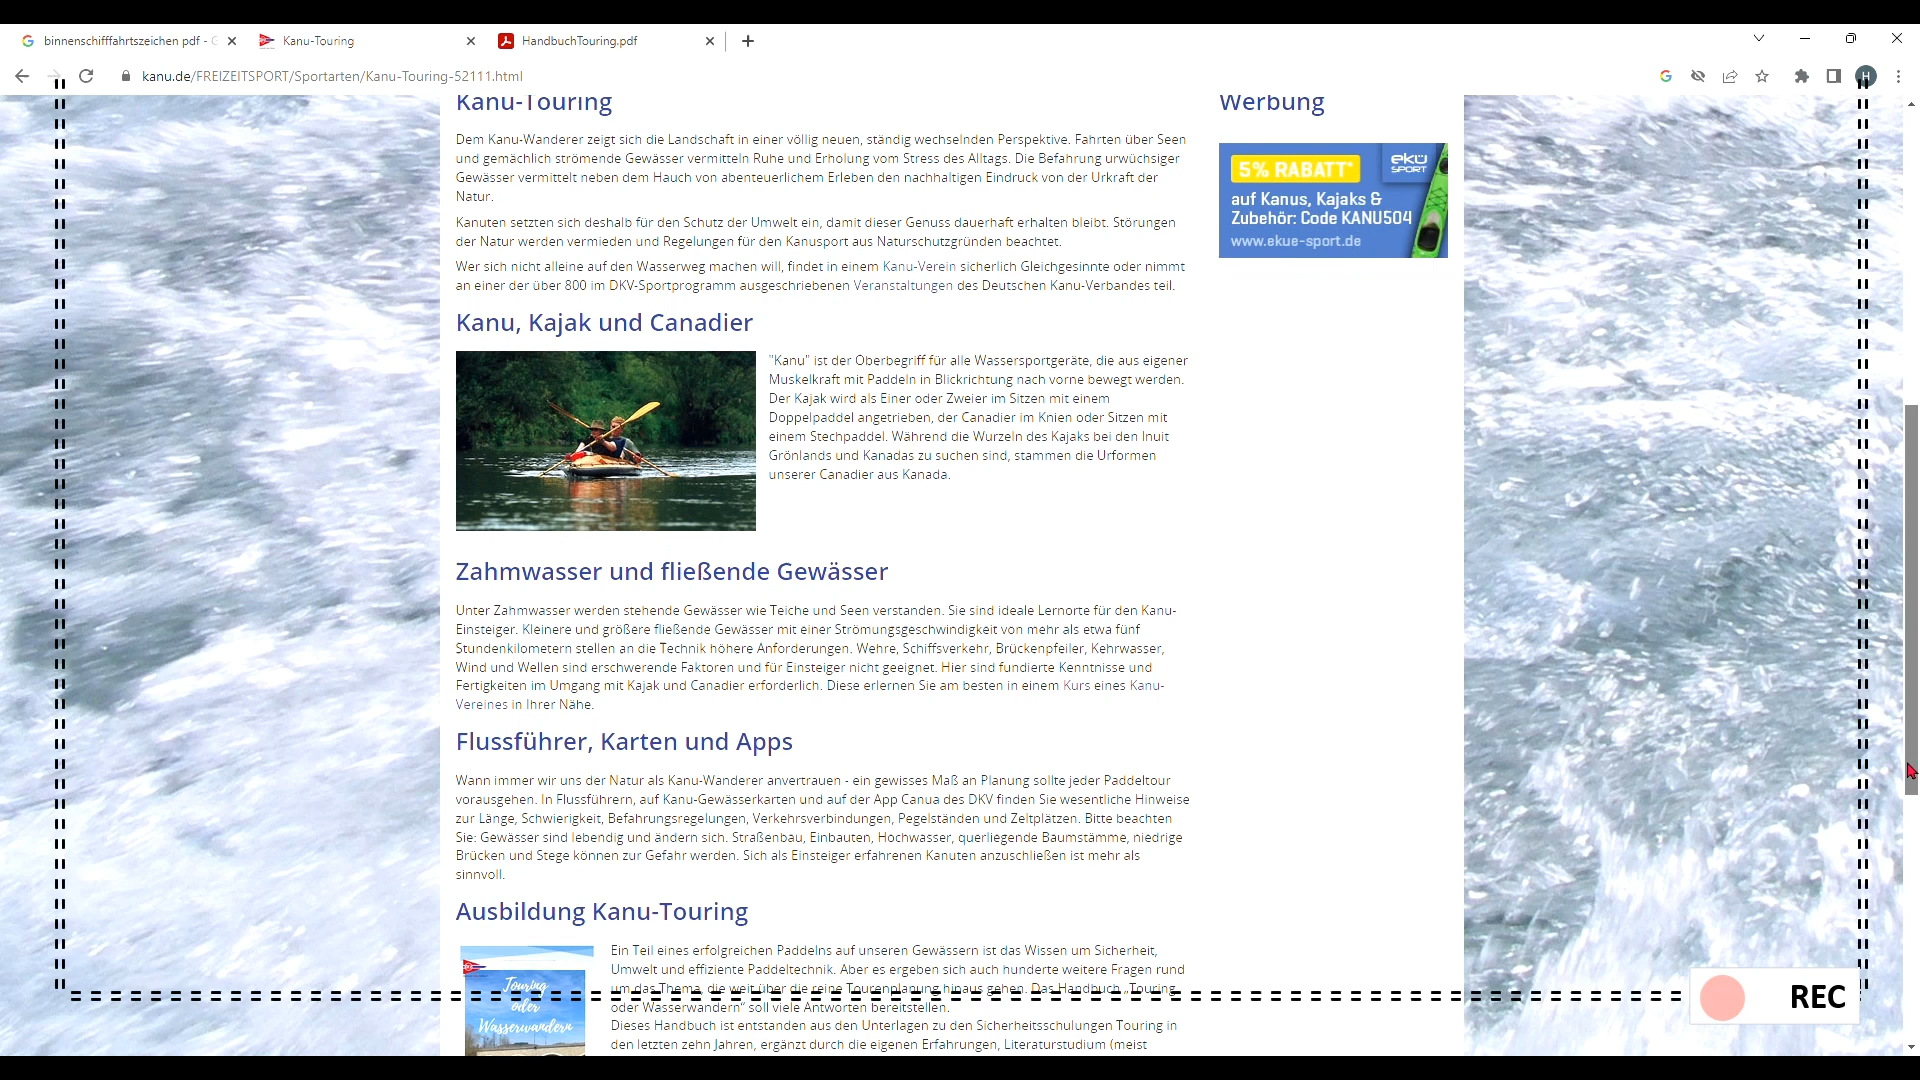 binnenschifffahrtszeichen pdf - G
Kanu-Touring
HandbuchTouring.pdf
kanu.de/FREIZEITSPORT/Sportarten/Kanu-Touring-52111.html
H
Kanu-Touring
Dem Kanu-Wanderer zeigt sich die Landschaft in einer völlig neuen, ständig wechselnden Perspektive. Fahrten über Seen
und gemächlich strömende Gewässer vermitteln Ruhe und Erholung vom Stress des Alltags. Die Befahrung urwüchsiger
Gewässer vermittelt neben dem Hauch von abenteuerlichem Erleben den nachhaltigen Eindruck von der Urkraft der
Natur.
Kanuten setzten sich deshalb für den Schutz der Umwelt ein, damit dieser Genuss dauerhaft erhalten bleibt. Störungen
der Natur werden vermieden und Regelungen für den Kanusport aus Naturschutzgründen beachtet.
Wer sich nicht alleine auf den Wasserweg machen will, findet in einem Kanu-Verein sicherlich Gleichgesinnte oder nimmt
an einer der über 800 im DKV-Sportprogramm ausgeschriebenen Veranstaltungen des Deutschen Kanu-Verbandes teil.
Werbung
5% RABATT*
eku
SPORT
auf Kanus, Kajaks &
Zubehör: Code KANU504
www.ekue-sport.de
Kanu, Kajak und Canadier
"Kanu" ist der Oberbegriff für alle Wassersportgeräte, die aus eigener
Muskelkraft mit Paddeln in Blickrichtung nach vorne bewegt werden.
Der Kajak wird als Einer oder Zweier im Sitzen mit einem
Doppelpaddel angetrieben, der Canadier im Knien oder Sitzen mit
einem Stechpaddel. Während die Wurzeln des Kajaks bei den Inuit
Grönlands und Kanadas zu suchen sind, stammen die Urformen
unserer Canadier aus Kanada.
Zahmwasser und fließende Gewässer
Unter Zahmwasser werden stehende Gewässer wie Teiche und Seen verstanden. Sie sind ideale Lernorte für den Kanu-
Einsteiger. Kleinere und größere fließende Gewässer mit einer Strömungsgeschwindigkeit von mehr als etwa fünf
Stundenkilometern stellen an die Technik höhere Anforderungen. Wehre, Schiffsverkehr, Brückenpfeiler, Kehrwasser,
Wind und Wellen sind erschwerende Faktoren und für Einsteiger nicht geeignet. Hier sind fundierte Kenntnisse und
Fertigkeiten im Umgang mit Kajak und Canadier erforderlich. Diese erlernen Sie am besten in einem Kurs eines Kanu-
Vereines in Ihrer Nähe.
Flussführer, Karten und Apps
Wann immer wir uns der Natur als Kanu-Wanderer anvertrauen - ein gewisses Maß an Planung sollte jeder Paddeltour
vorausgehen. In Flussführern, auf Kanu-Gewässerkarten und auf der App Canua des DKV finden Sie wesentliche Hinweise
zur Länge, Schwierigkeit, Befahrungsregelungen, Verkehrsverbindungen, Pegelständen und Zeltplätzen. Bitte beachten
Sie: Gewässer sind lebendig und ändern sich. Straßenbau, Einbauten, Hochwasser, querliegende Baumstämme, niedrige
Brücken und Stege können zur Gefahr werden. Sich als Einsteiger erfahrenen Kanuten anzuschließen ist mehr als
sinnvoll.
Ausbildung Kanu-Touring
Touring
oder
Wasserwandern
Ein Teil eines erfolgreichen Paddelns auf unseren Gewässern ist das Wissen um Sicherheit,
Umwelt und effiziente Paddeltechnik. Aber es ergeben sich auch hunderte weitere Fragen rund
um das Thema, die weit über die reine Tourenplanung hinaus gehen. Das Handbuch „Touring
oder Wasserwandern“ soll viele Antworten bereitstellen.
Dieses Handbuch ist entstanden aus den Unterlagen zu den Sicherheitsschulungen Touring in
den letzten zehn Jahren, ergänzt durch die eigenen Erfahrungen, Literaturstudium (meist
REC